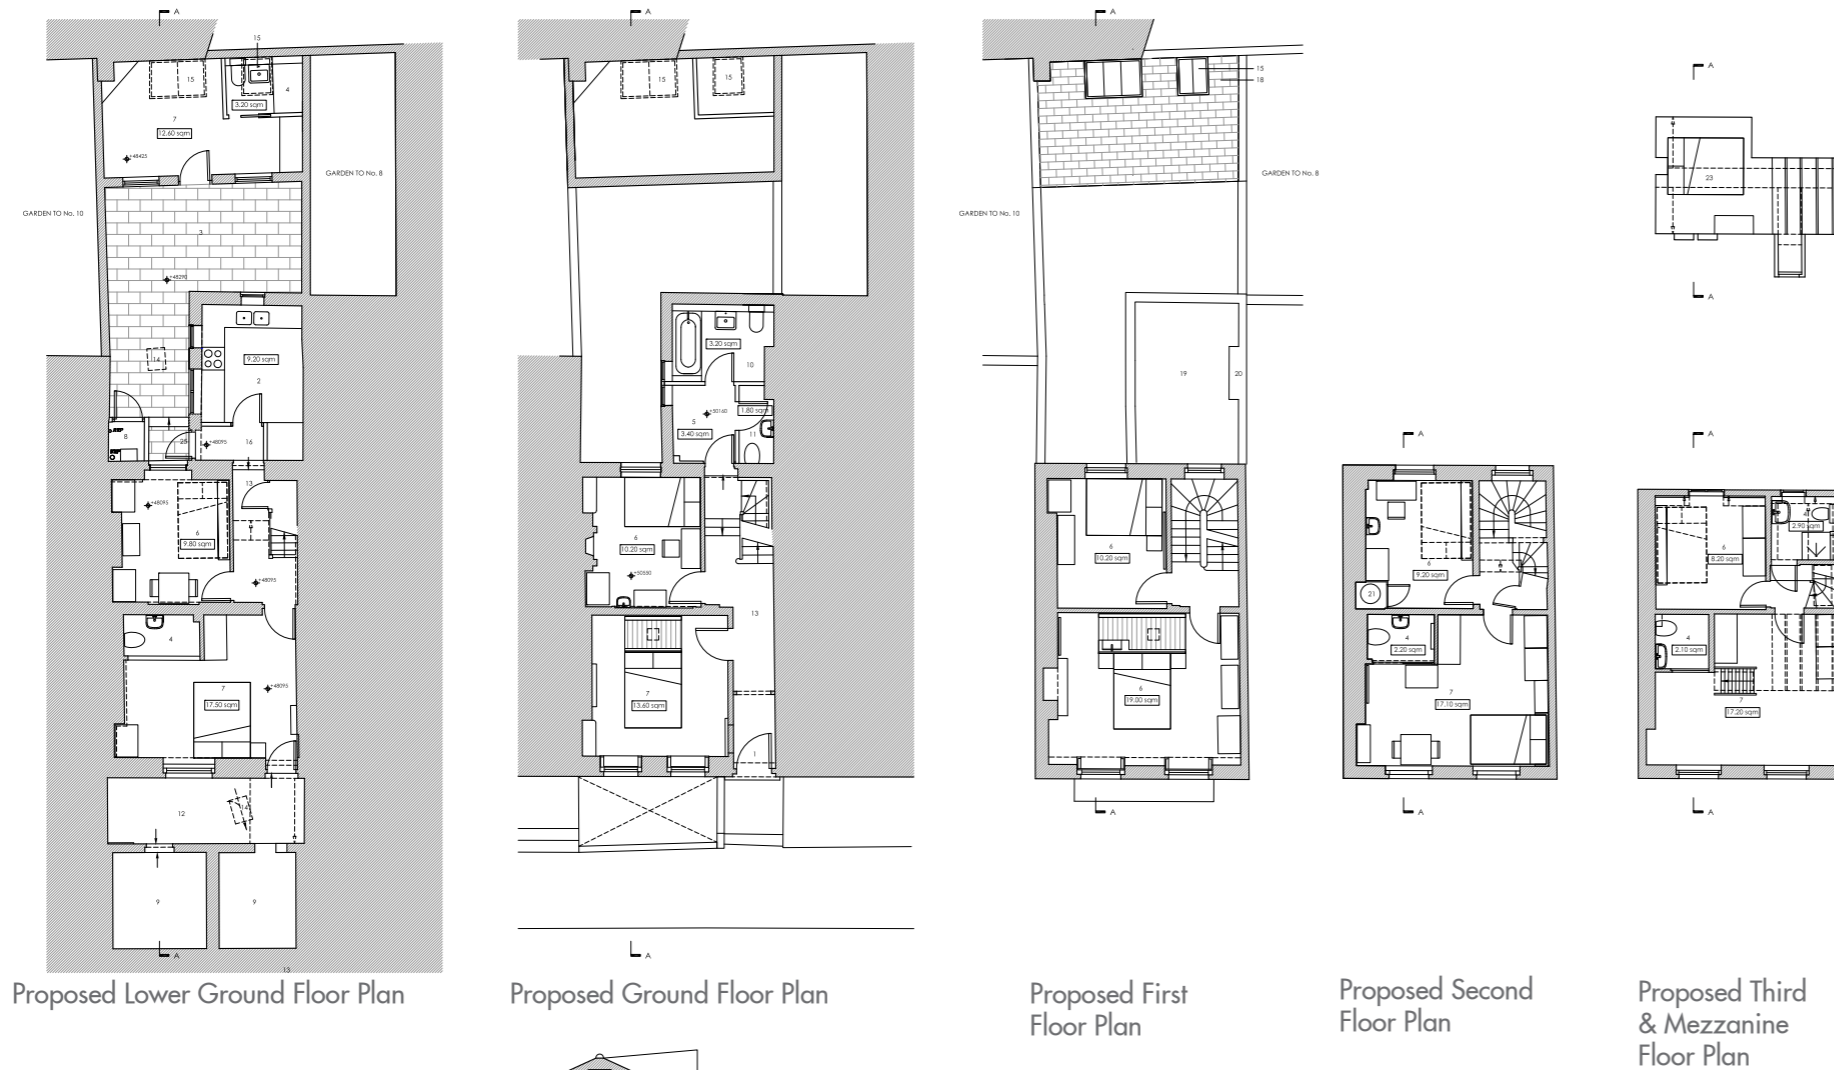 A
15
15
4
3.20 sqm
7
12.60 sqm
+48425
GARDEN TO No. 8
GARDEN TO No. 10
3
+48290
14
9.20 sqm
2
8
25
+48095
16
13
+48095
6
9.80 sqm
+48095
4
7
+48095
17.50 sqm
12
14
9
9
A
13
Proposed Lower Ground Floor Plan
A
15
15
3.20 sqm
10
+50160
1.80 sqm
5
3.40 sqm
11
6
10.20 sqm
+50550
13
7
13.60 sqm
1
A
Proposed Ground Floor Plan
A
15
18
GARDEN TO No. 8
GARDEN TO No. 10
19
20
6
10.20 sqm
6
19.00 sqm
A
Proposed First
Floor Plan
A
6
9.20 sqm
21
4
2.20 sqm
7
17.10 sqm
A
Proposed Second
Floor Plan
A
23
A
A
4
2.90 sqm
6
8.20 sqm
4
2.10 sqm
7
17.20 sqm
A
Proposed Third
& Mezzanine
Floor Plan